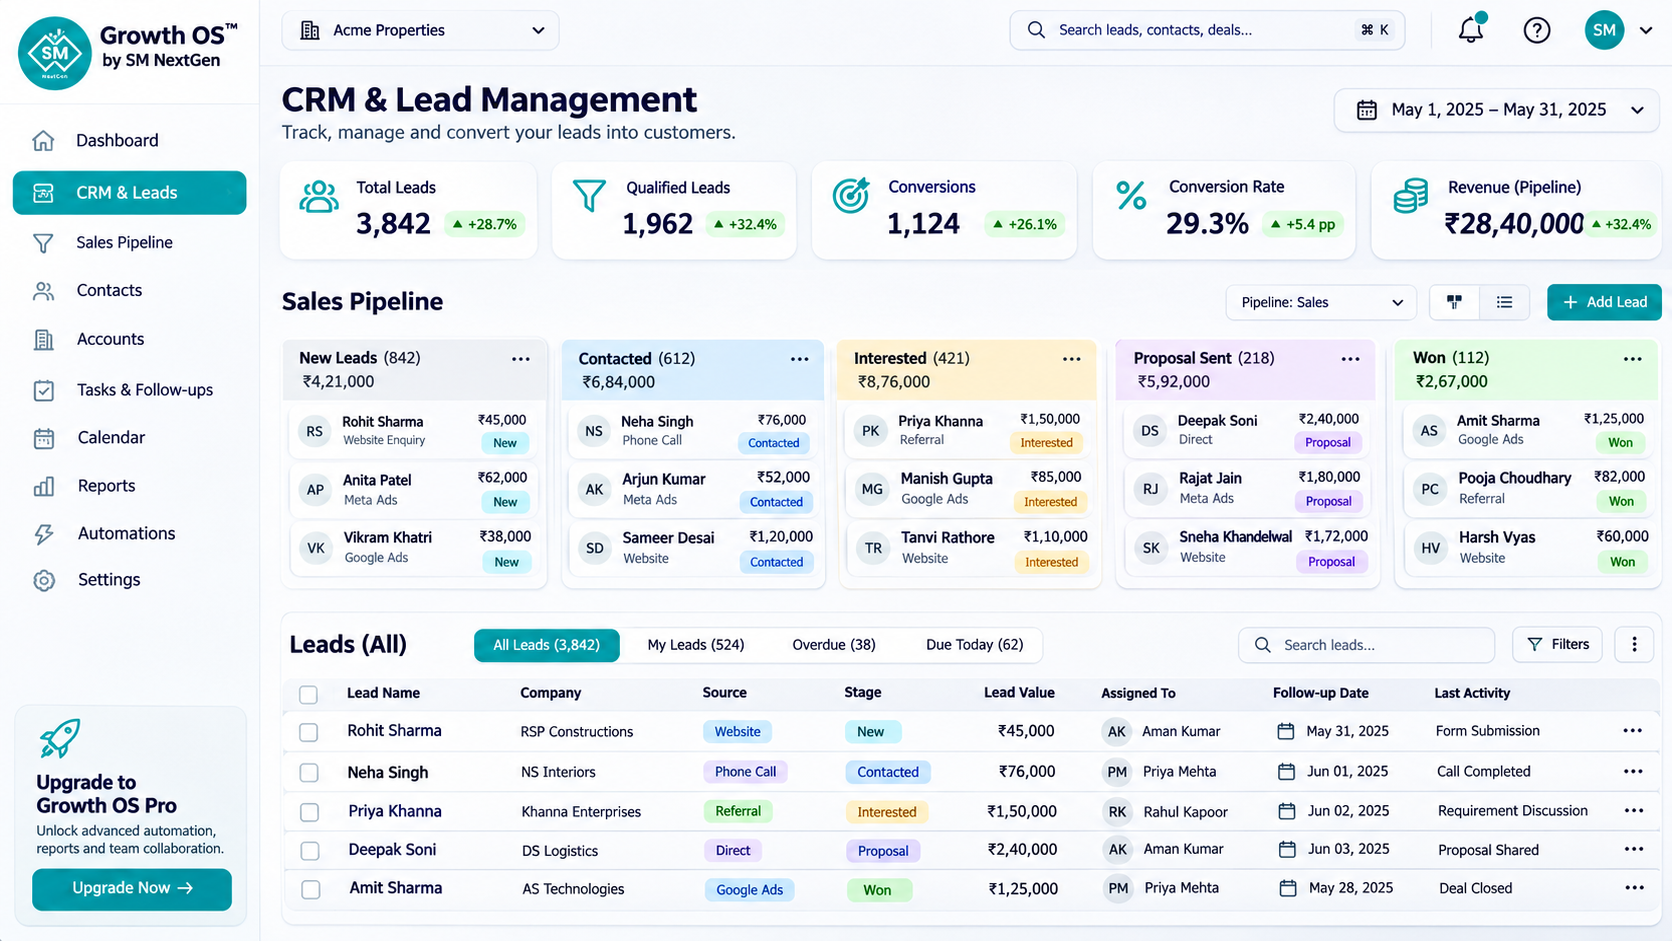 SM
NextGen
Growth OS™
by SM NextGen
Acme Properties
Search leads, contacts, deals...
⌘ K
SM
Dashboard
CRM & Leads
Sales Pipeline
Contacts
Accounts
Tasks & Follow-ups
Calendar
Reports
Automations
Settings
Upgrade to
Growth OS Pro
Unlock advanced automation,
reports and team collaboration.
Upgrade Now →
CRM & Lead Management
Track, manage and convert your leads into customers.
May 1, 2025 – May 31, 2025
Total Leads
3,842 ▲ +28.7%
Qualified Leads
1,962 ▲ +32.4%
Conversions
1,124 ▲ +26.1%
Conversion Rate
29.3% ▲ +5.4 pp
Revenue (Pipeline)
₹28,40,000 ▲ +32.4%
Sales Pipeline
Pipeline: Sales
+ Add Lead
New Leads (842)
₹4,21,000
RS Rohit Sharma ₹45,000
Website Enquiry New
AP Anita Patel ₹62,000
Meta Ads New
VK Vikram Khatri ₹38,000
Google Ads New
Contacted (612)
₹6,84,000
NS Neha Singh ₹76,000
Phone Call Contacted
AK Arjun Kumar ₹52,000
Meta Ads Contacted
SD Sameer Desai ₹1,20,000
Website Contacted
Interested (421)
₹8,76,000
PK Priya Khanna ₹1,50,000
Referral Interested
MG Manish Gupta ₹85,000
Google Ads Interested
TR Tanvi Rathore ₹1,10,000
Website Interested
Proposal Sent (218)
₹5,92,000
DS Deepak Soni ₹2,40,000
Direct Proposal
RJ Rajat Jain ₹1,80,000
Meta Ads Proposal
SK Sneha Khandelwal ₹1,72,000
Website Proposal
Won (112)
₹2,67,000
AS Amit Sharma ₹1,25,000
Google Ads Won
PC Pooja Choudhary ₹82,000
Referral Won
HV Harsh Vyas ₹60,000
Website Won
Leads (All)
All Leads (3,842) My Leads (524) Overdue (38) Due Today (62)
Search leads...
Filters
Lead Name Company Source Stage Lead Value Assigned To Follow-up Date Last Activity
Rohit Sharma RSP Constructions Website New ₹45,000 AK Aman Kumar May 31, 2025 Form Submission
Neha Singh NS Interiors Phone Call Contacted ₹76,000 PM Priya Mehta Jun 01, 2025 Call Completed
Priya Khanna Khanna Enterprises Referral Interested ₹1,50,000 RK Rahul Kapoor Jun 02, 2025 Requirement Discussion
Deepak Soni DS Logistics Direct Proposal ₹2,40,000 AK Aman Kumar Jun 03, 2025 Proposal Shared
Amit Sharma AS Technologies Google Ads Won ₹1,25,000 PM Priya Mehta May 28, 2025 Deal Closed